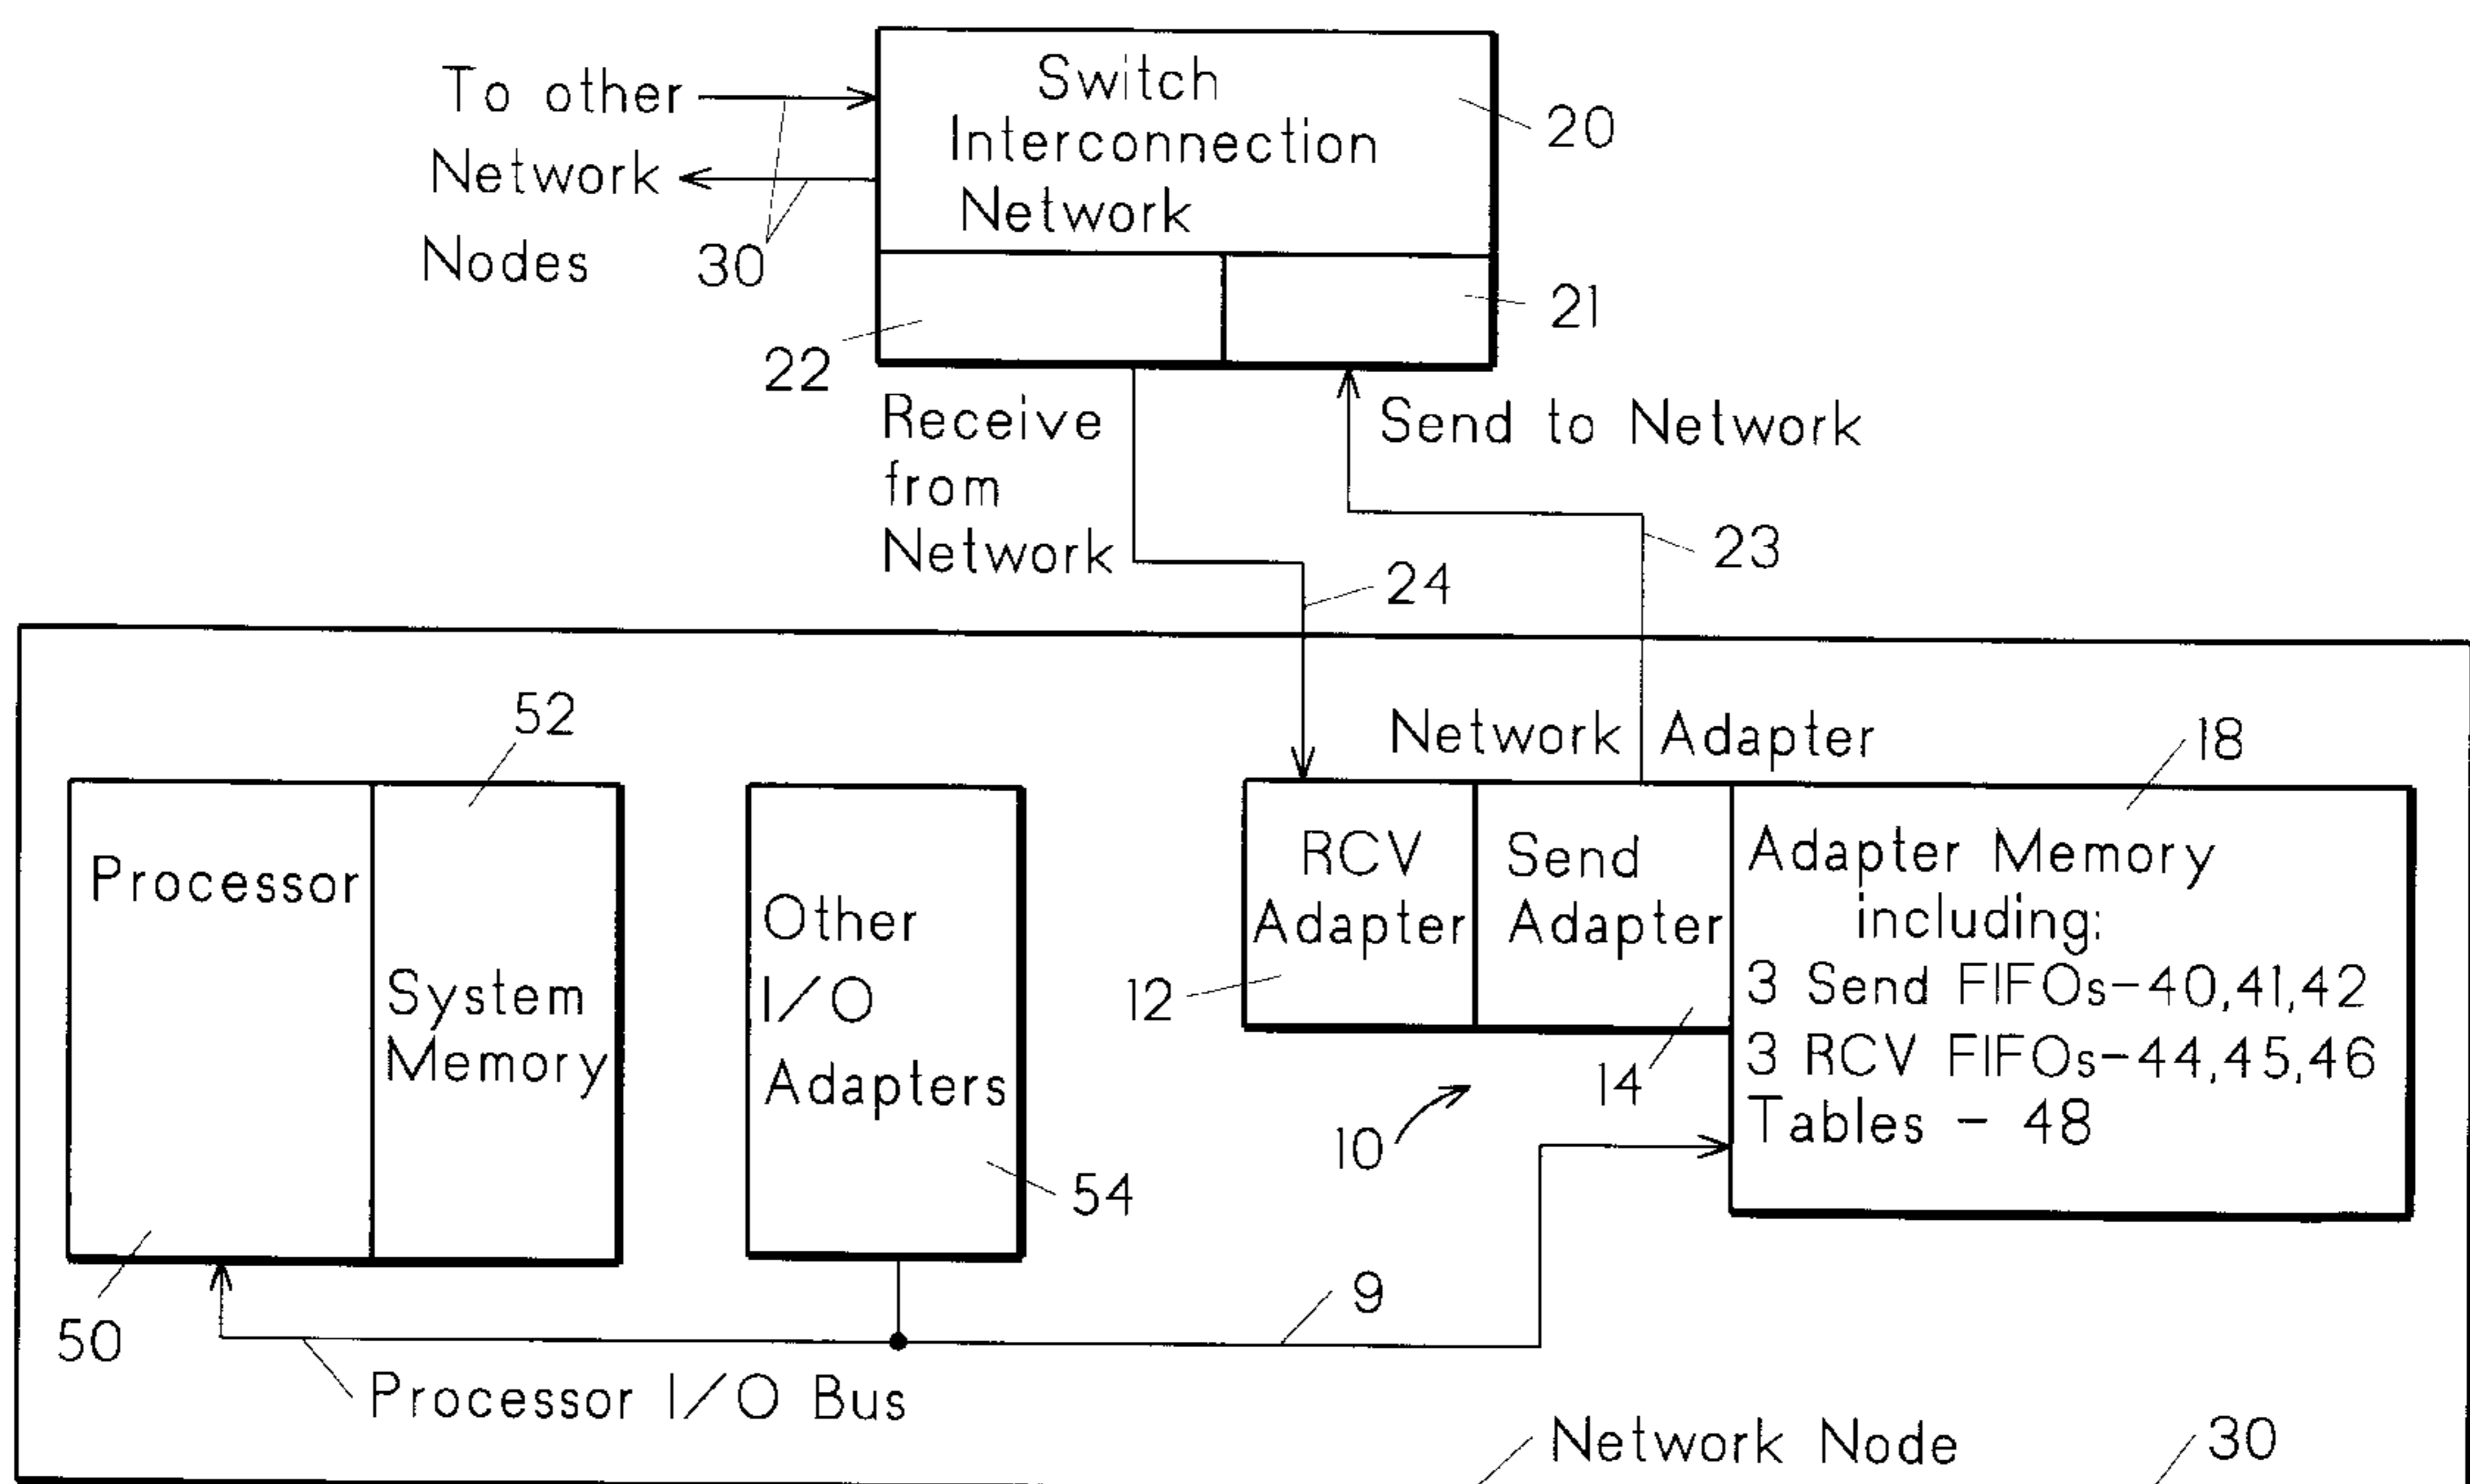 To other
Network
Nodes
30
Switch
Interconnection
Network
20
22
21
Receive
from
Network
Send to Network
23
24
52
Network Adapter
18
Processor
System
Memory
Other
I/O
Adapters
RCV
Adapter
Send
Adapter
Adapter Memory
including:
3 Send FIFOs-40,41,42
3 RCV FIFOs-44,45,46
Tables - 48
12
14
10
54
50
9
Processor I/O Bus
Network Node
30